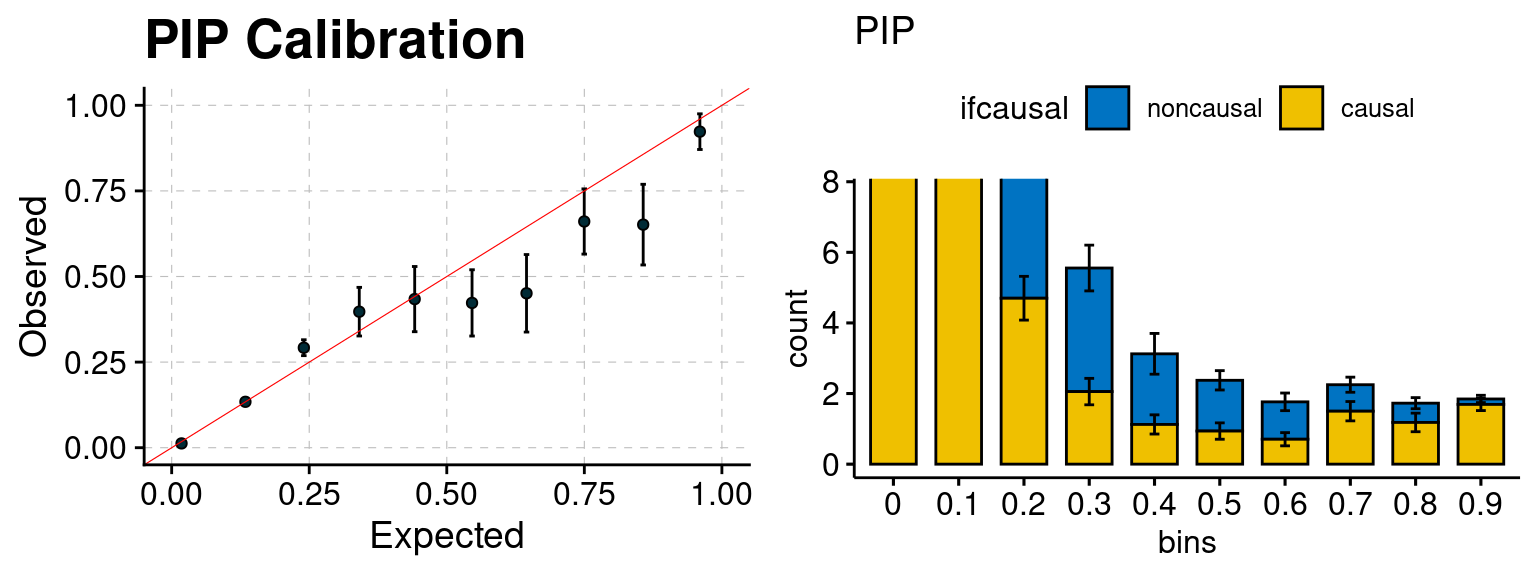 PIP Calibration
1.00
0.75
0.50
0.25
0.00
Observed
0.00 0.25 0.50 0.75 1.00
Expected
PIP
ifcausal noncausal causal
8
6
4
2
0
count
0 0.1 0.2 0.3 0.4 0.5 0.6 0.7 0.8 0.9
bins